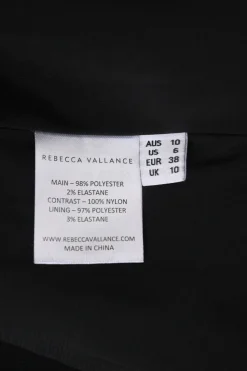 REBECCA VALLANCE
MAIN – 98% POLYESTER
2% ELASTANE
CONTRAST – 100% NYLON
LINING – 97% POLYESTER
3% ELASTANE
WWW.REBECCAVALLANCE.COM
MADE IN CHINA
AUS 10
US 6
EUR 38
UK 10